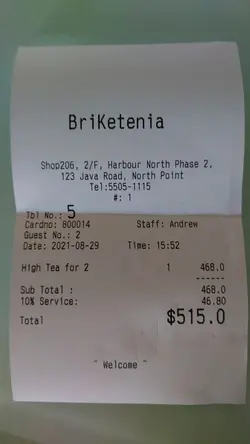 BriKetenia
Shop206, 2/F, Harbour North Phase 2,
123 Java Road, North Point
Tel:5505-1115
#: 1
Tbl No.: 5
Cardno: 800014 Staff: Andrew
Guest No.: 2
Date: 2021-08-29 Time: 15:52
High Tea for 2 1 468.0
------
Sub Total : 468.0
10% Service: 46.80
Total $515.0
~ Welcome ~